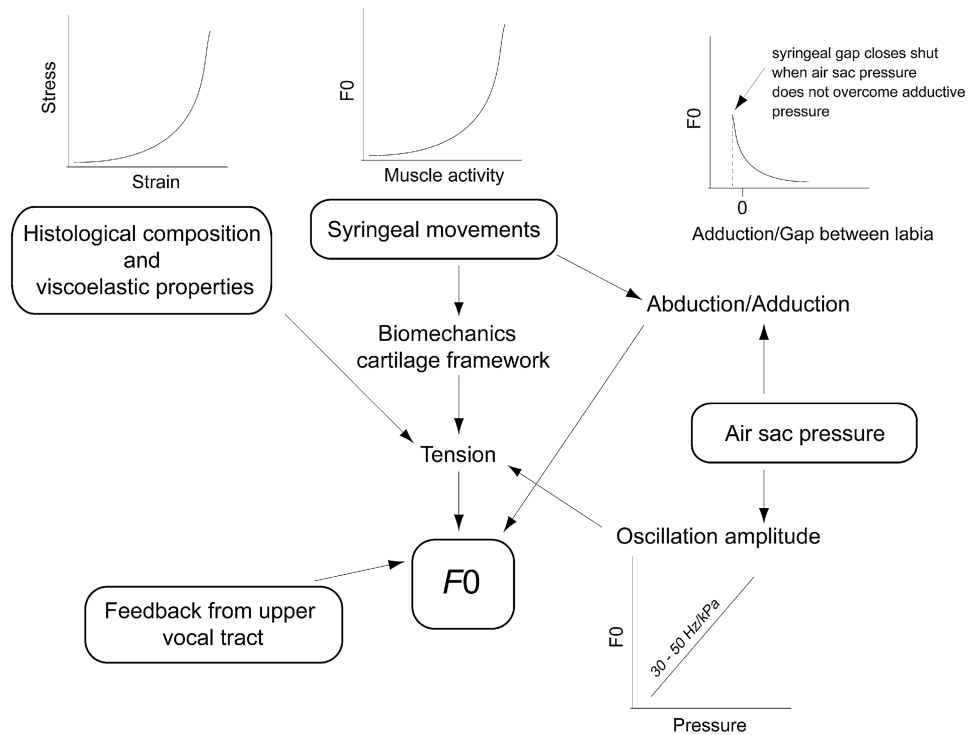 Stress
Strain
F0
Muscle activity
syringeal gap closes shut
when air sac pressure
does not overcome adductive
pressure
F0
0
Adduction/Gap between labia
Histological composition
and
viscoelastic properties
Syringeal movements
Abduction/Adduction
Biomechanics
cartilage framework
Air sac pressure
Tension
Oscillation amplitude
F0
Feedback from upper
vocal tract
F0
30 - 50 Hz/kPa
Pressure